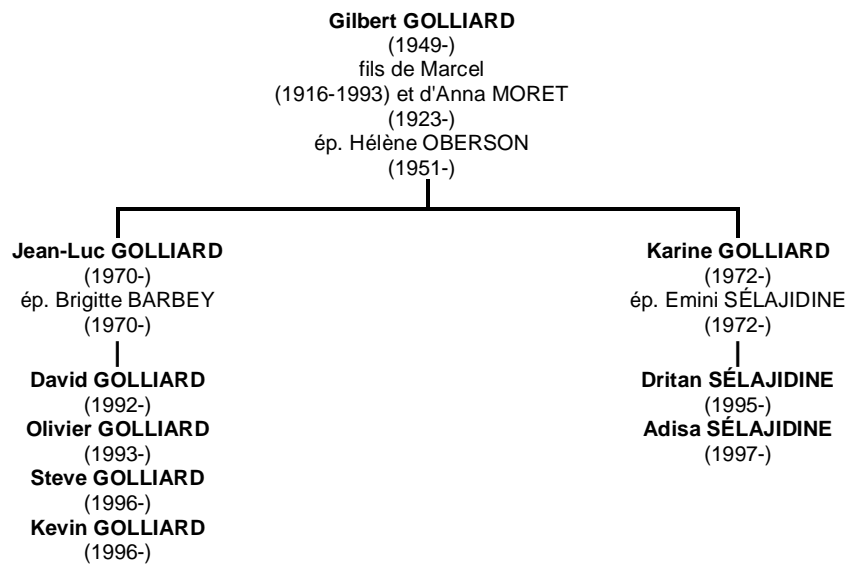 Gilbert GOLLIARD
(1949-)
fils de Marcel
(1916-1993) et d'Anna MORET
(1923-)
ép. Hélène OBERSON
(1951-)
Jean-Luc GOLLIARD
(1970-)
ép. Brigitte BARBEY
(1970-)
David GOLLIARD
(1992-)
Olivier GOLLIARD
(1993-)
Steve GOLLIARD
(1996-)
Kevin GOLLIARD
(1996-)
Karine GOLLIARD
(1972-)
ép. Emini SÉLAJIDINE
(1972-)
Dritan SÉLAJIDINE
(1995-)
Adisa SÉLAJIDINE
(1997-)